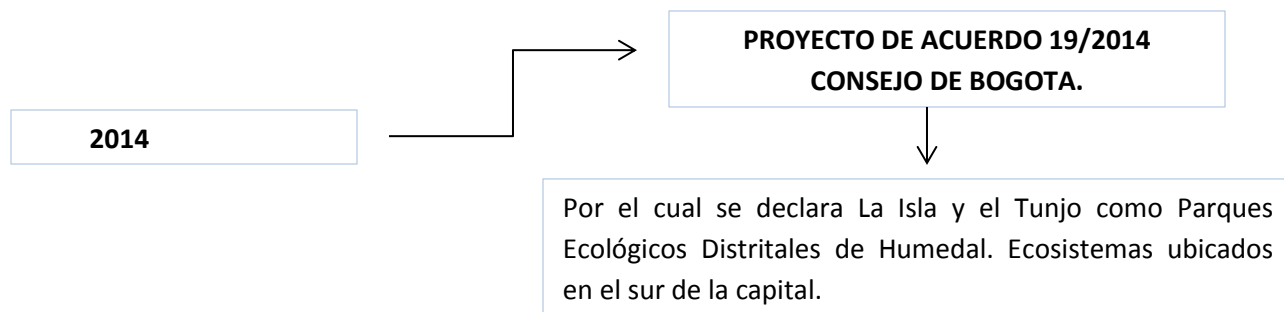 2014
PROYECTO DE ACUERDO 19/2014
CONSEJO DE BOGOTA.
Por el cual se declara La Isla y el Tunjo como Parques
Ecológicos Distritales de Humedal. Ecosistemas ubicados
en el sur de la capital.